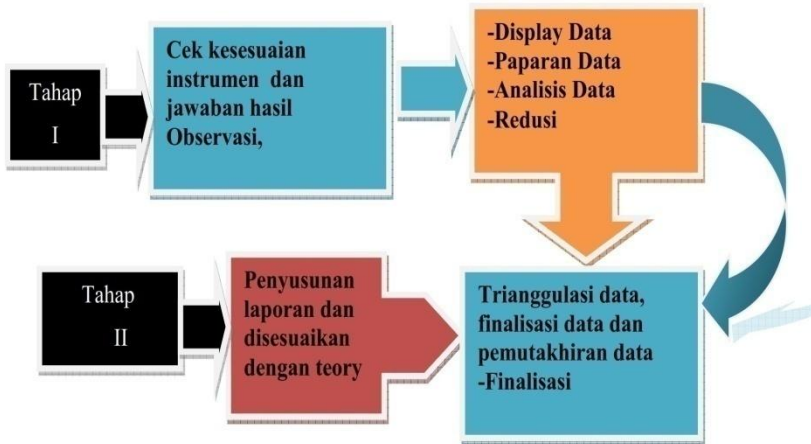 Tahap
I
Cek kesesuaian
instrumen dan
jawaban hasil
Observasi,
-Display Data
-Paparan Data
-Analisis Data
-Redusi
Tahap
II
Penyusunan
laporan dan
disesuaikan
dengan teory
Trianggulasi data,
finalisasi data dan
pemutakhiran data
-Finalisasi